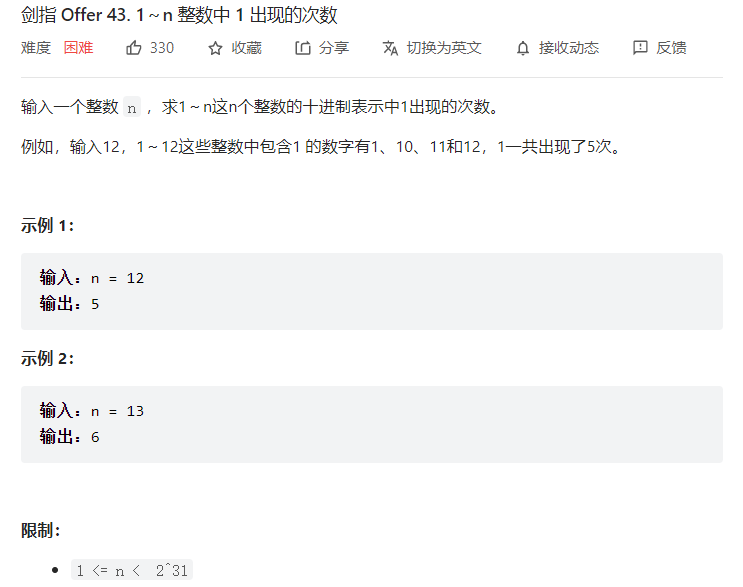 剑指 Offer 43. 1～n 整数中 1 出现的次数
难度 困难 330 收藏 分享 切换为英文 接收动态 反馈
输入一个整数 n ，求1～n这n个整数的十进制表示中1出现的次数。
例如，输入12，1～12这些整数中包含1 的数字有1、10、11和12，1一共出现了5次。
示例 1：
输入：n = 12
输出：5
示例 2：
输入：n = 13
输出：6
限制：
1 <= n < 2^31